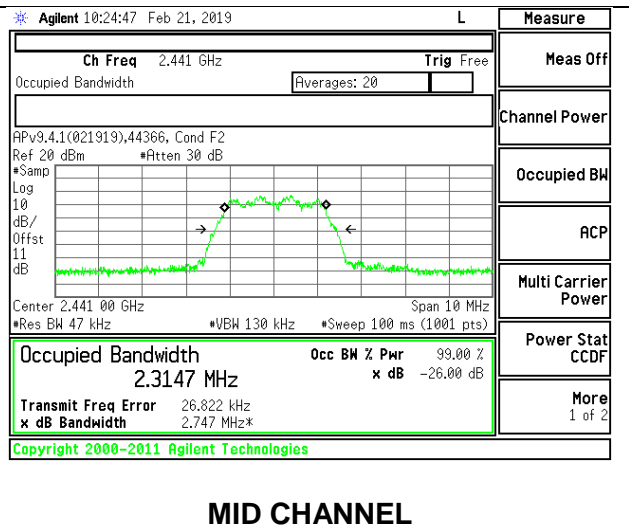 Agilent 10:24:47 Feb 21, 2019 L Measure
Ch Freq 2.441 GHz Trig Free
Occupied Bandwidth Averages: 20
Meas Off
Channel Power
Occupied BW
ACP
Multi Carrier
Power
Power Stat
CCDF
More
1 of 2
APv9.4.1(021919),44366, Cond F2
Ref 20 dBm #Atten 30 dB
#Samp
Log
10
dB/
Offst
11
dB
Center 2.441 00 GHz Span 10 MHz
#Res BW 47 kHz #VBW 130 kHz #Sweep 100 ms (1001 pts)
Occupied Bandwidth Occ BW % Pwr 99.00 %
2.3147 MHz x dB -26.00 dB
Transmit Freq Error 26.822 kHz
x dB Bandwidth 2.747 MHz*
Copyright 2000-2011 Agilent Technologies
MID CHANNEL